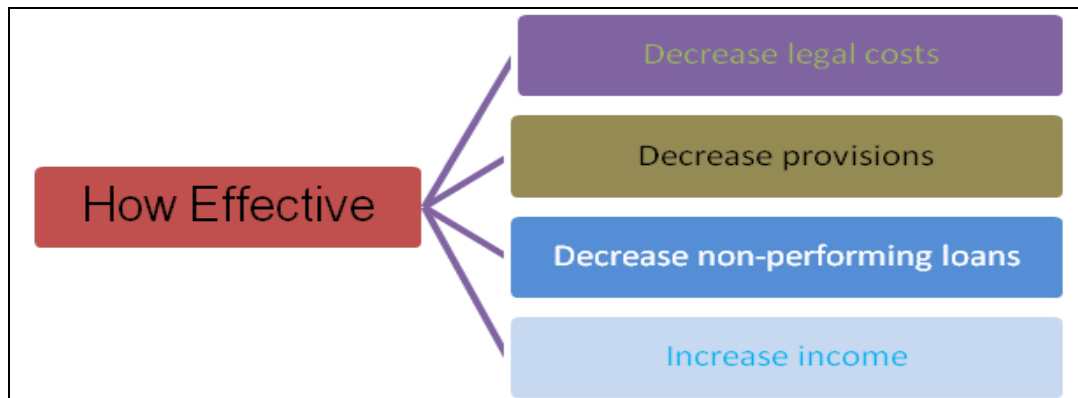 How Effective
Decrease legal costs
Decrease provisions
Decrease non-performing loans
Increase income